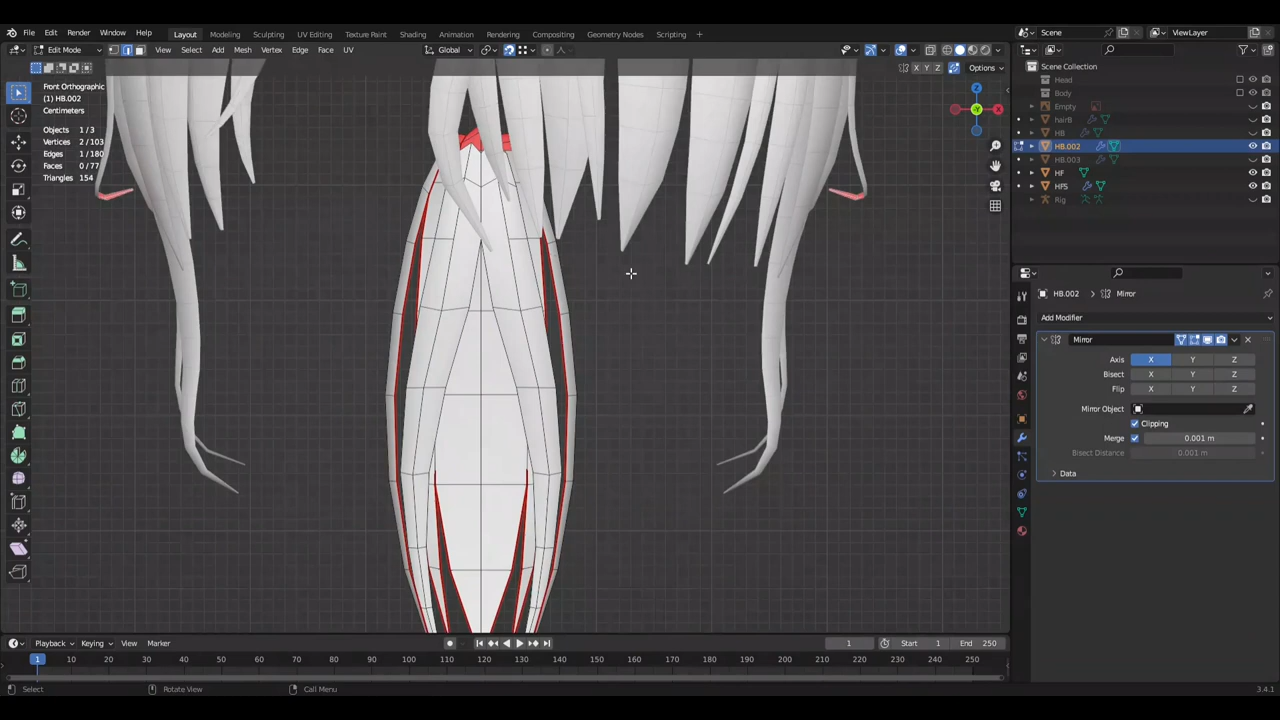 File Edit Render Window Help Layout Modeling Sculpting UV Editing Texture Paint Shading Animation Rendering Compositing Geometry Nodes Scripting + Scene ViewLayer
Edit Mode View Select Add Mesh Vertex Edge Face UV Global
X Y Z Options
Front Orthographic
(1) HB.002
Centimeters
Objects 1 / 3
Vertices 2 / 103
Edges 1 / 180
Faces 0 / 77
Triangles 154
Z
X
Y
Scene Collection
Head
Body
Empty
hairB
HB
HB.002
HB.003
HF
HFS
Rig
HB.002 > Mirror
Add Modifier
Mirror
Axis X Y Z
Bisect X Y Z
Flip X Y Z
Mirror Object
Clipping
Merge 0.001 m
Bisect Distance 0.001 m
Data
Playback Keying View Marker 1 Start 1 End 250
1 10 20 30 40 50 60 70 80 90 100 110 120 130 140 150 160 170 180 190 200 210 220 230 240 250
Select Rotate View Call Menu 3.4.1